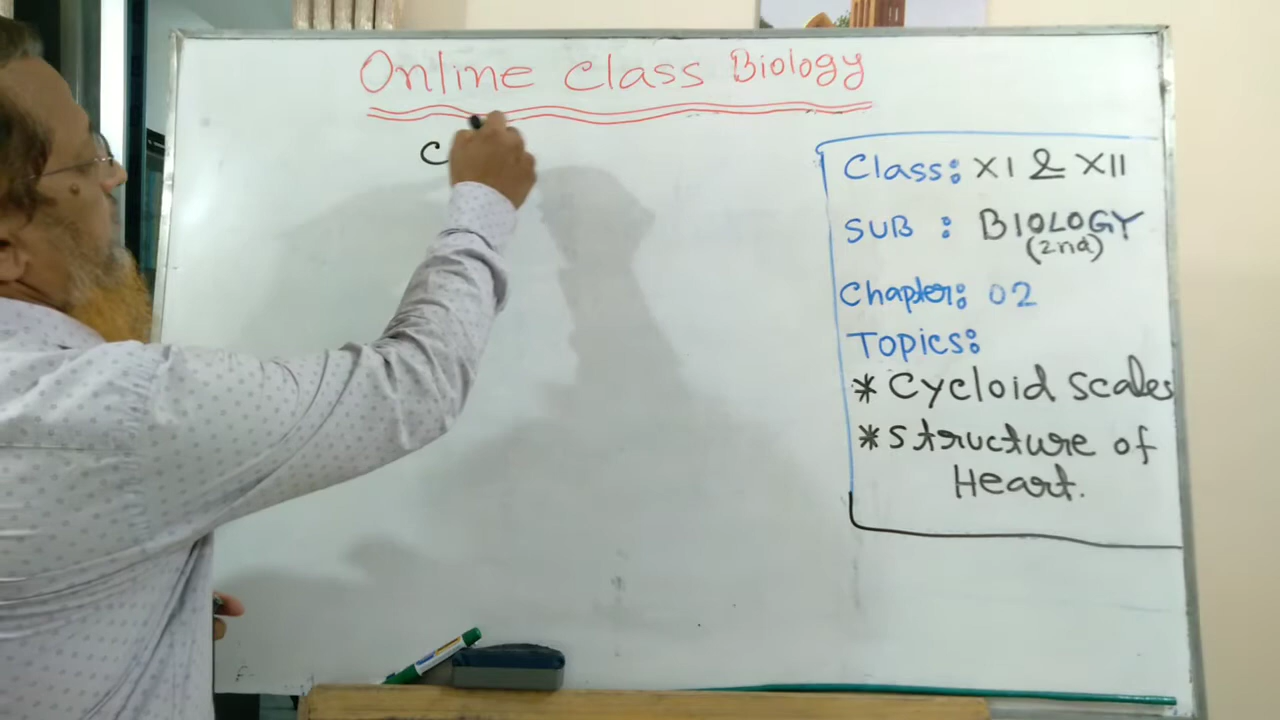 Online Class Biology
C
Class: XI & XII
SUB : BIOLOGY
(2nd)
Chapter: 02
Topics:
* Cycloid Scales
* Structure of
Heart.